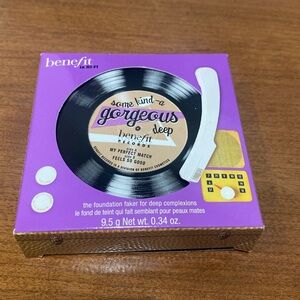 benefit
some kind-a
gorgeous
deep
benefit
RECORDS
MY PERFECT MATCH
FEELS SO GOOD
the foundation faker for deep complexions
le fond de teint qui fait semblant pour peaux mates
9.5 g Net wt. 0.34 oz.